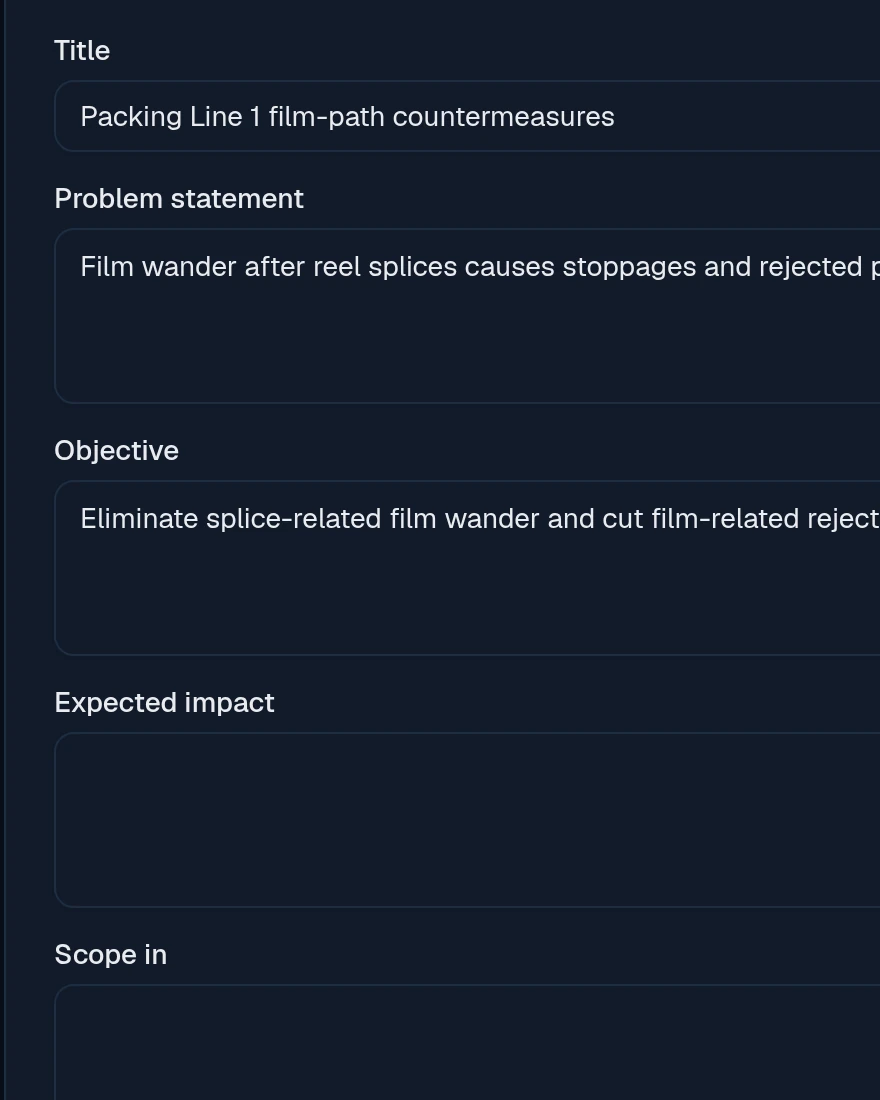 Title
Packing Line 1 film-path countermeasures
Problem statement
Film wander after reel splices causes stoppages and rejected
Objective
Eliminate splice-related film wander and cut film-related reject
Expected impact
Scope in